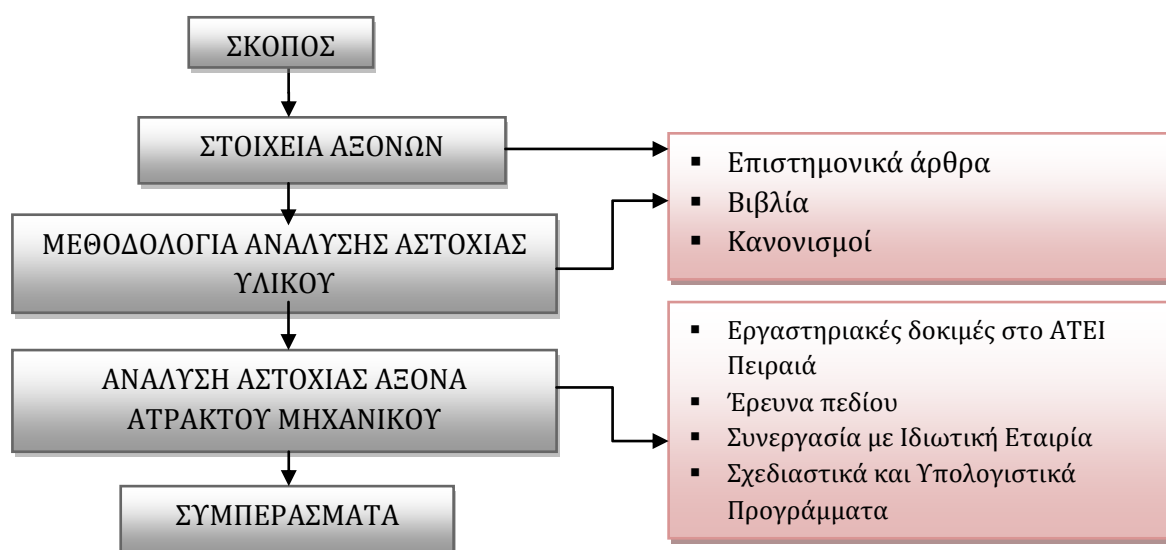 ΣΚΟΠΟΣ
ΣΤΟΙΧΕΙΑ ΑΞΟΝΩΝ
ΜΕΘΟΔΟΛΟΓΙΑ ΑΝΑΛΥΣΗΣ ΑΣΤΟΧΙΑΣ
ΥΛΙΚΟΥ
ΑΝΑΛΥΣΗ ΑΣΤΟΧΙΑΣ ΑΞΟΝΑ
ΑΤΡΑΚΤΟΥ ΜΗΧΑΝΙΚΟΥ
ΣΥΜΠΕΡΑΣΜΑΤΑ
▪ Επιστημονικά άρθρα
▪ Βιβλία
▪ Κανονισμοί
▪ Εργαστηριακές δοκιμές στο ΑΤΕΙ
Πειραιά
▪ Έρευνα πεδίου
▪ Συνεργασία με Ιδιωτική Εταιρία
▪ Σχεδιαστικά και Υπολογιστικά
Προγράμματα